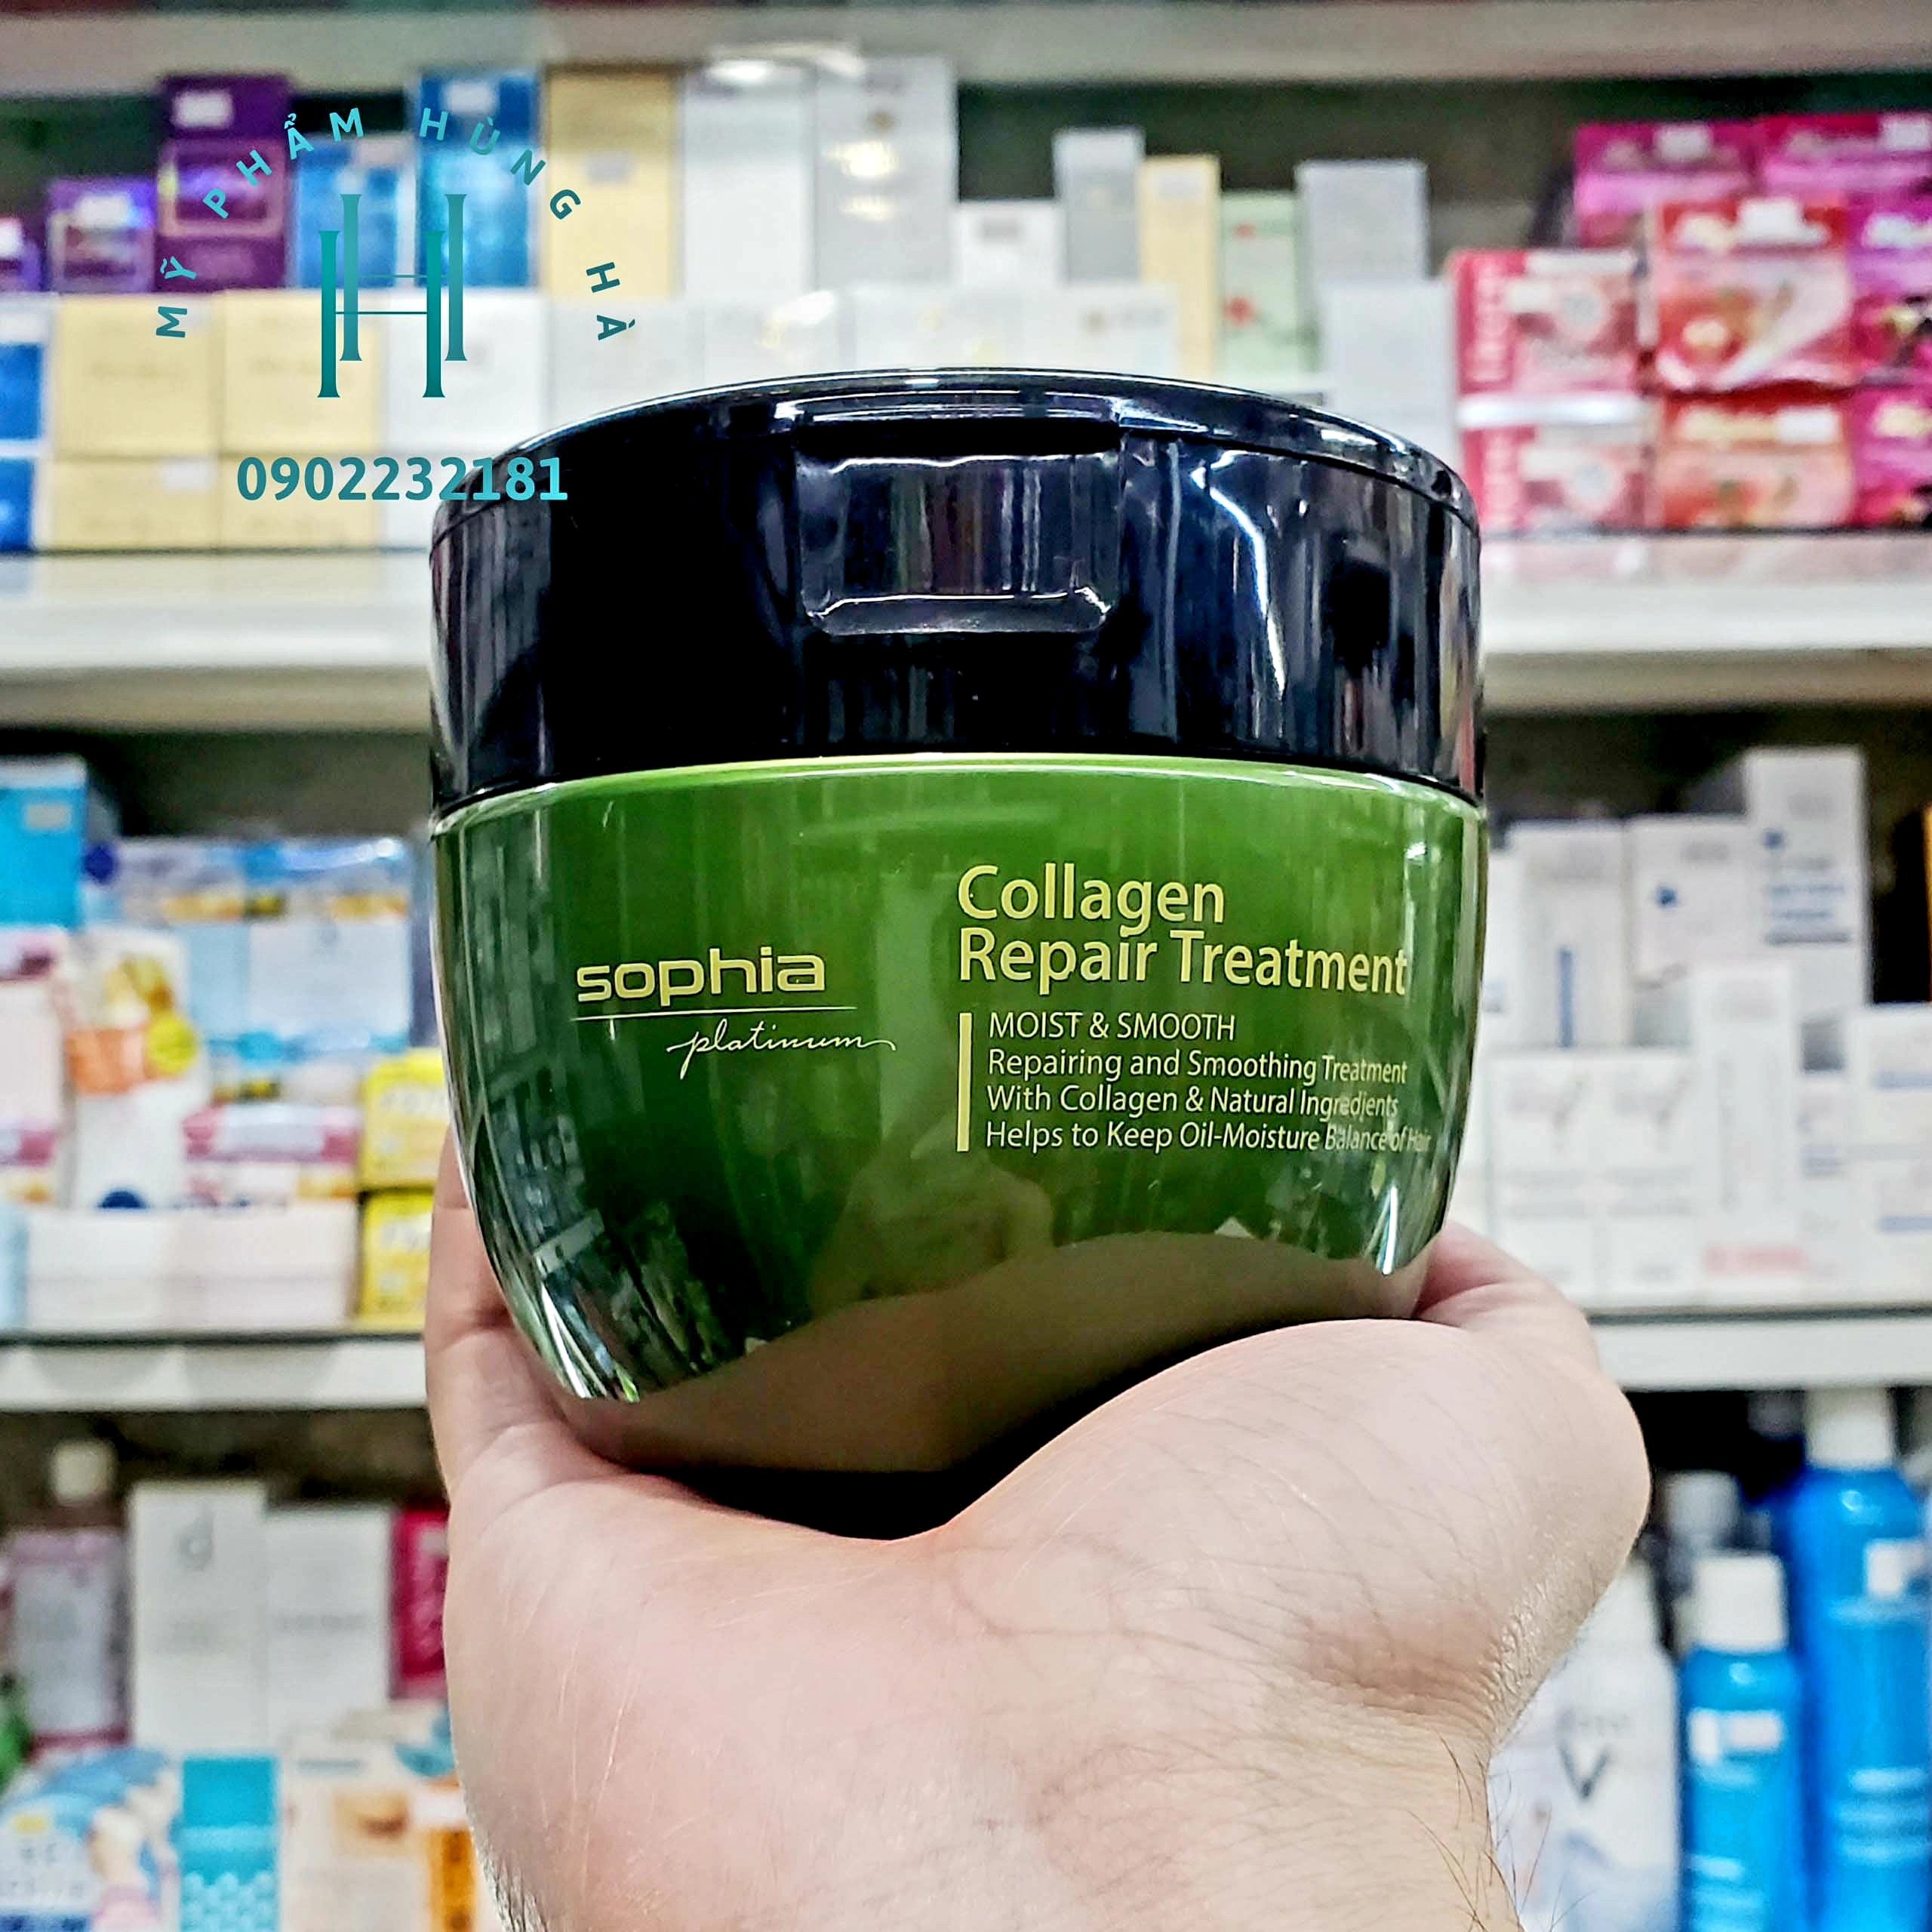 MỸ PHẨM HÙNG HÀ
H
0902232181
sophia
platinum
Collagen
Repair Treatment
MOIST & SMOOTH
Repairing and Smoothing Treatment
With Collagen & Natural Ingredients
Helps to Keep Oil-Moisture Balance of Hair